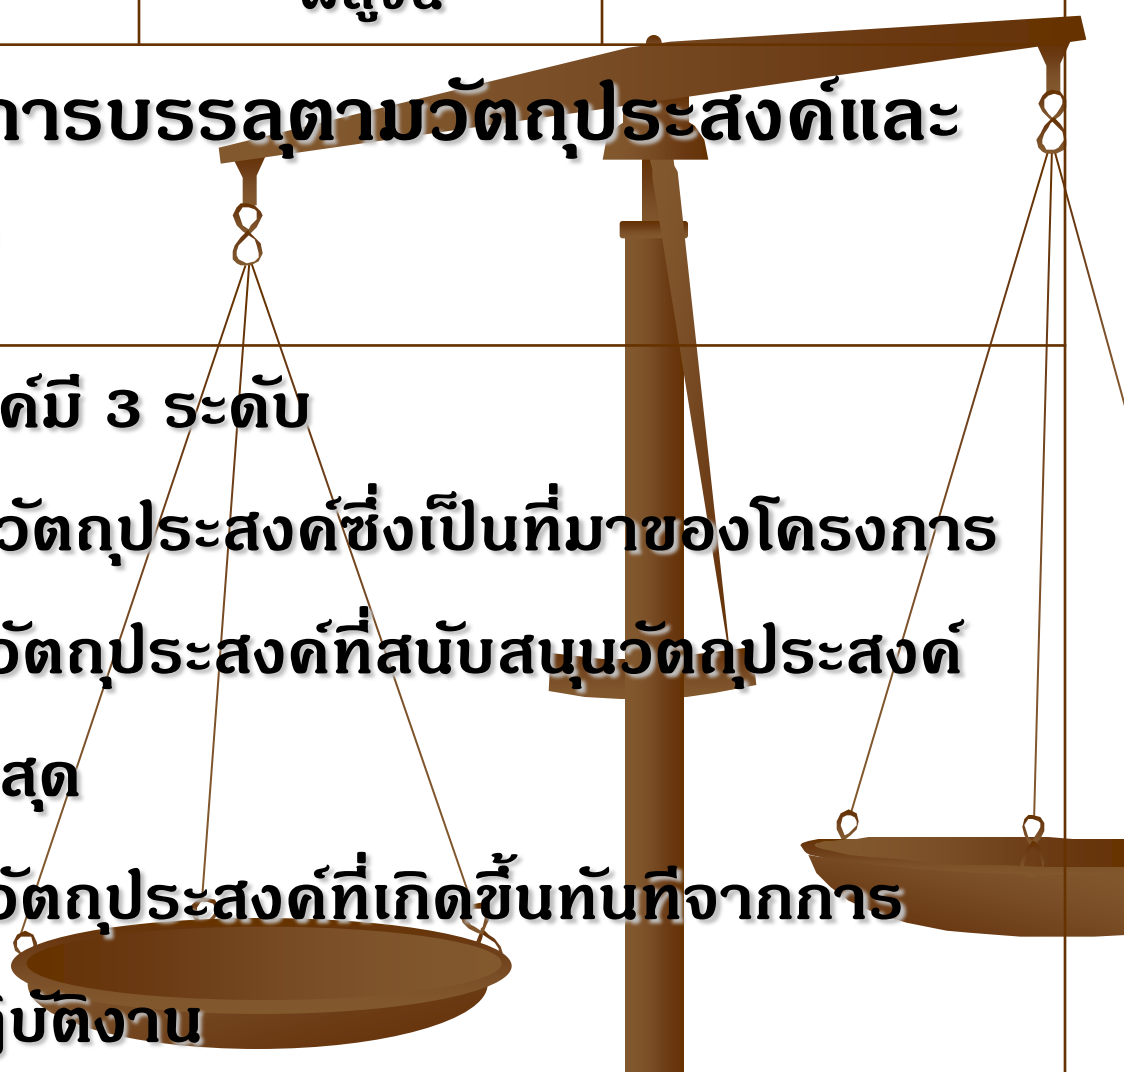 การบรรลุตามวัตถุประสงค์และ
ค์มี 3 ระดับ
วัตถุประสงค์ซึ่งเป็นที่มาของโครงการ
วัตถุประสงค์ที่สนับสนุนวัตถุประสงค์
สุด
วัตถุประสงค์ที่เกิดขึ้นทันทีจากการ
ฏิบัติงาน